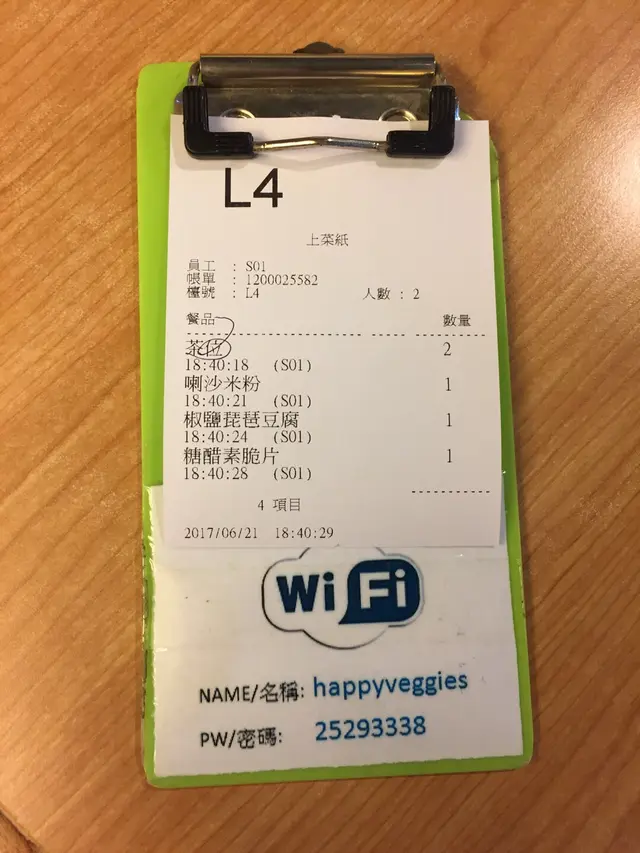 L4
上菜紙
員工 : S01
帳單 : 1200025582
檯號 : L4 人數 : 2
餐品 數量
茶位 2
18:40:18 (S01)
喇沙米粉 1
18:40:21 (S01)
椒鹽琵琶豆腐 1
18:40:24 (S01)
糖醋素脆片 1
18:40:28 (S01)
4 項目
2017/06/21 18:40:29
Wi Fi
NAME/名稱: happyveggies
PW/密碼: 25293338